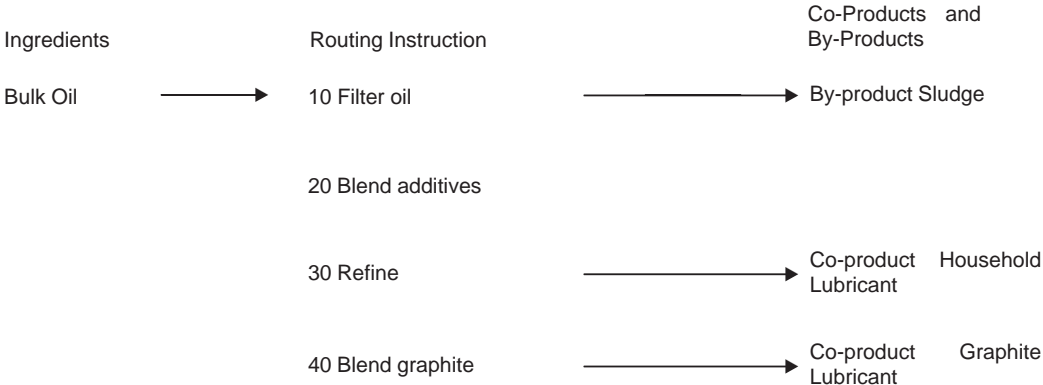 Ingredients
Routing Instruction
Co-Products and
By-Products
Bulk Oil
10 Filter oil
By-product Sludge
20 Blend additives
30 Refine
Co-product Household
Lubricant
40 Blend graphite
Co-product Graphite
Lubricant